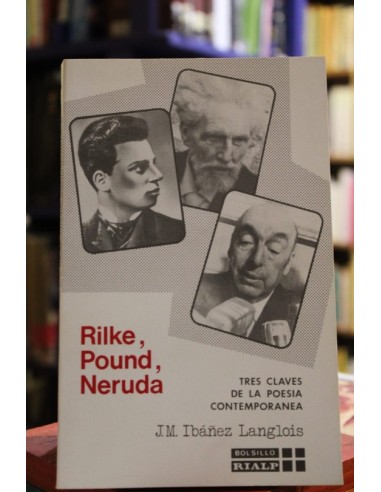 Rilke,
Pound,
Neruda
TRES CLAVES
DE LA POESIA
CONTEMPORANEA
J.M. Ibáñez Langlois
BOLSILLO
RIALP